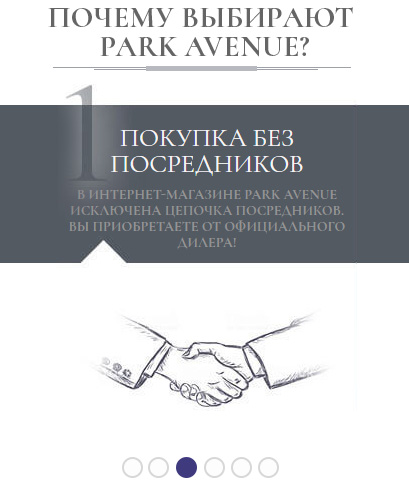 ПОЧЕМУ ВЫБИРАЮТ
PARK AVENUE?
1
ПОКУПКА БЕЗ
ПОСРЕДНИКОВ
В ИНТЕРНЕТ-МАГАЗИНЕ PARK AVENUE
ИСКЛЮЧЕНА ЦЕПОЧКА ПОСРЕДНИКОВ.
ВЫ ПРИОБРЕТАЕТЕ ОТ ОФИЦИАЛЬНОГО
ДИЛЕРА!